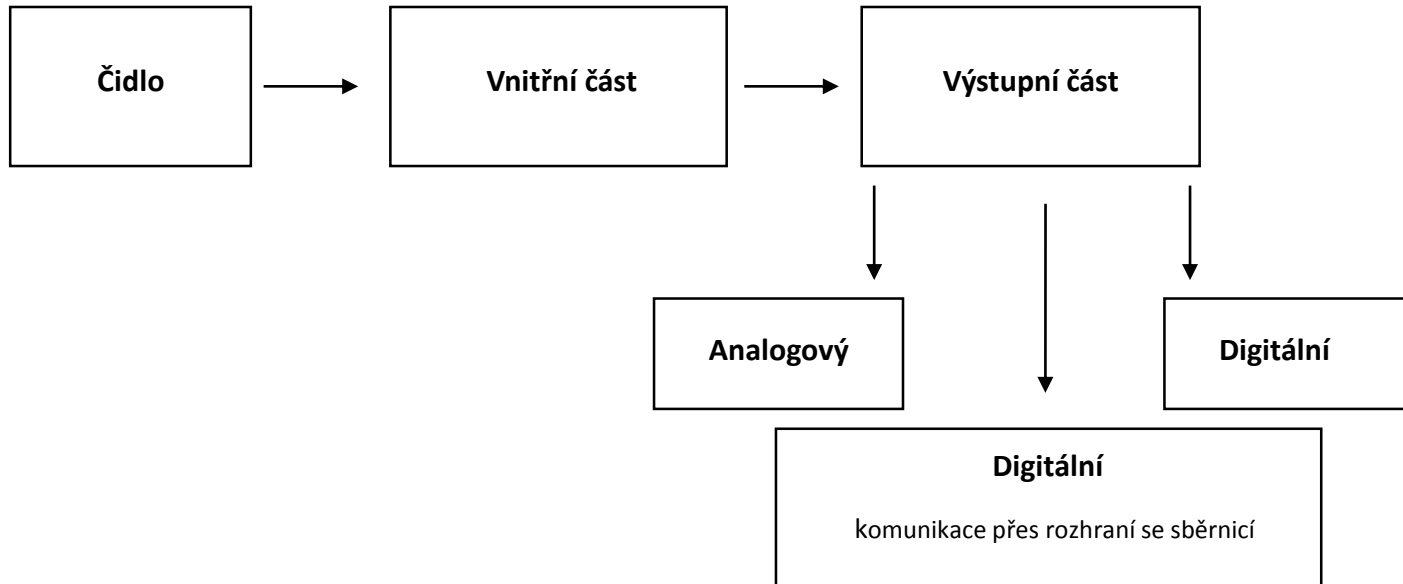 Čidlo
Vnitřní část
Výstupní část
Analogový
Digitální
Digitální
komunikace přes rozhraní se sběrnicí